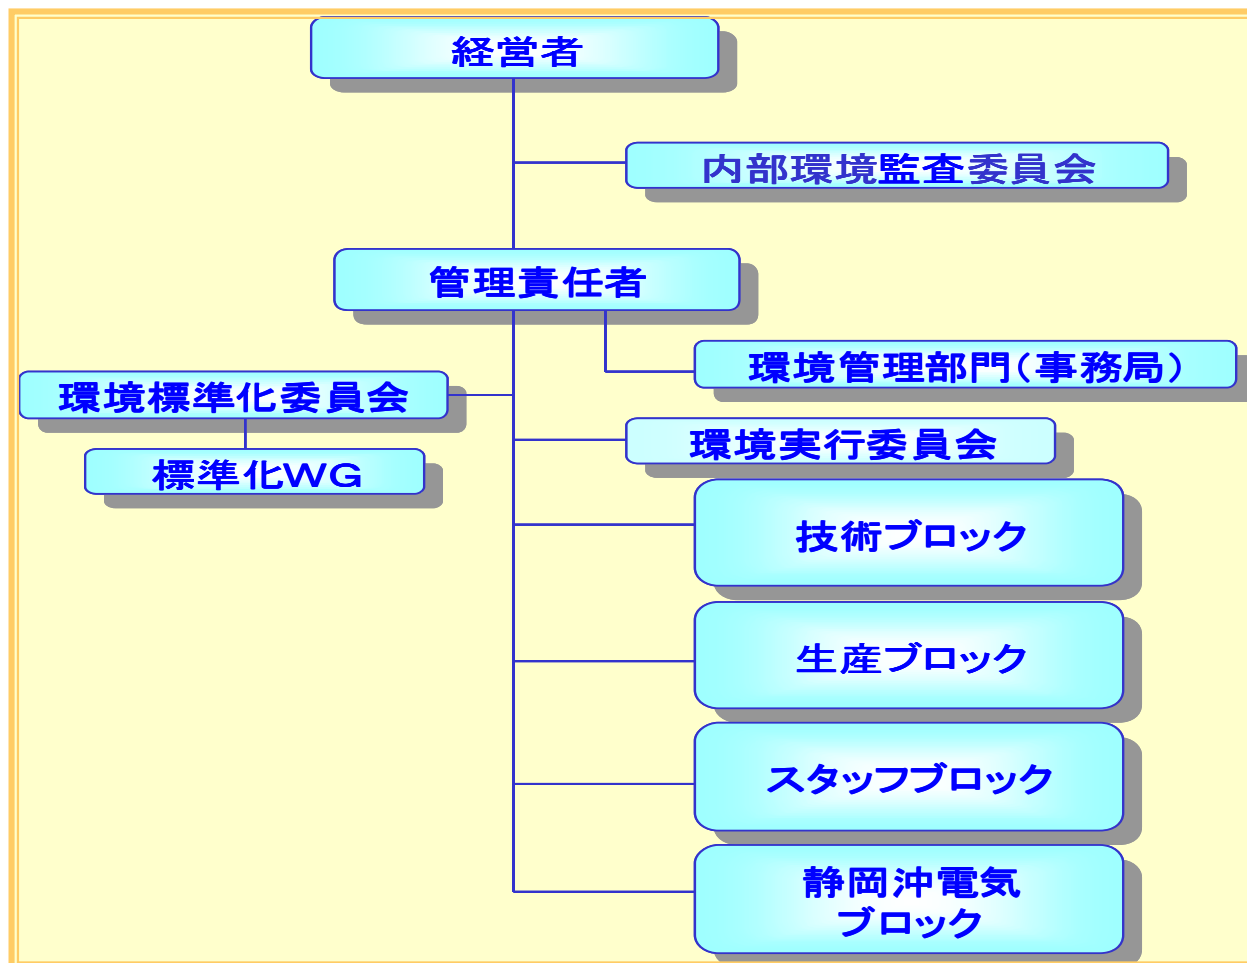 経営者
内部環境監査委員会
管理責任者
環境管理部門(事務局)
環境標準化委員会
環境実行委員会
標準化WG
技術ブロック
生産ブロック
スタッフブロック
静岡沖電気
ブロック